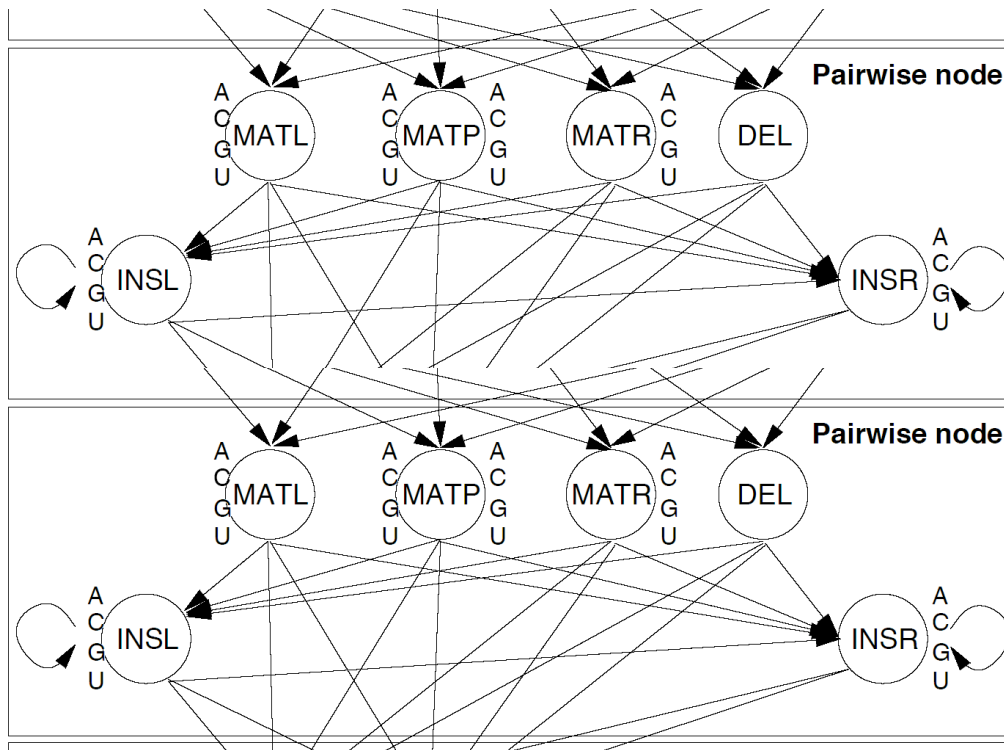 Pairwise node
A A A A A
C C C C C
MATL MATP MATR DEL
G G G G G
U U U U U
A A
C C
INSL INSR
G G
U U
Pairwise node
A A A A
C C C C
MATL MATP MATR DEL
G G G G
U U U U
A A
C C
INSL INSR
G G
U U